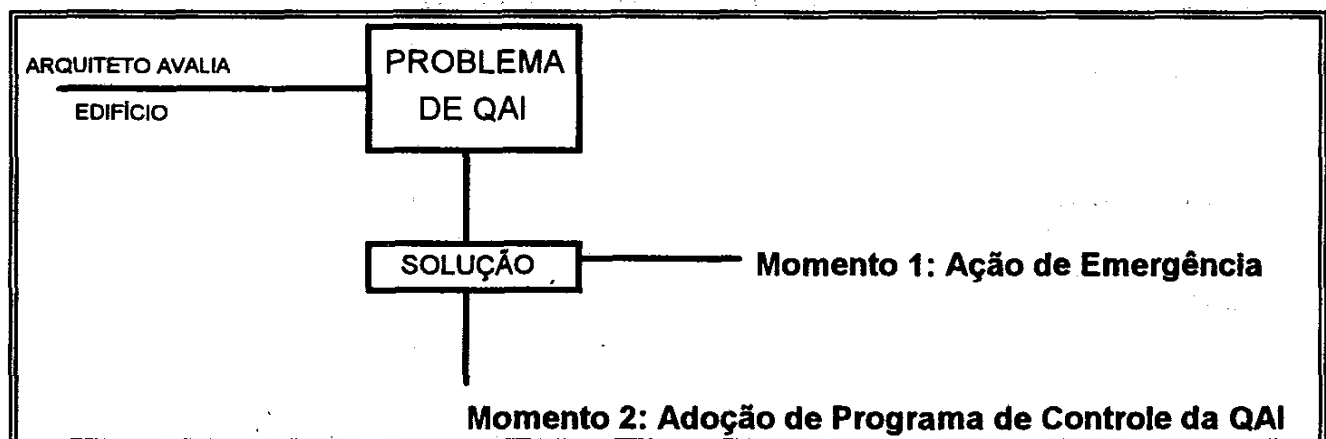 ARQUITETO AVALIA
EDIFÍCIO
PROBLEMA
DE QAI
SOLUÇÃO
Momento 1: Ação de Emergência
Momento 2: Adoção de Programa de Controle da QAI